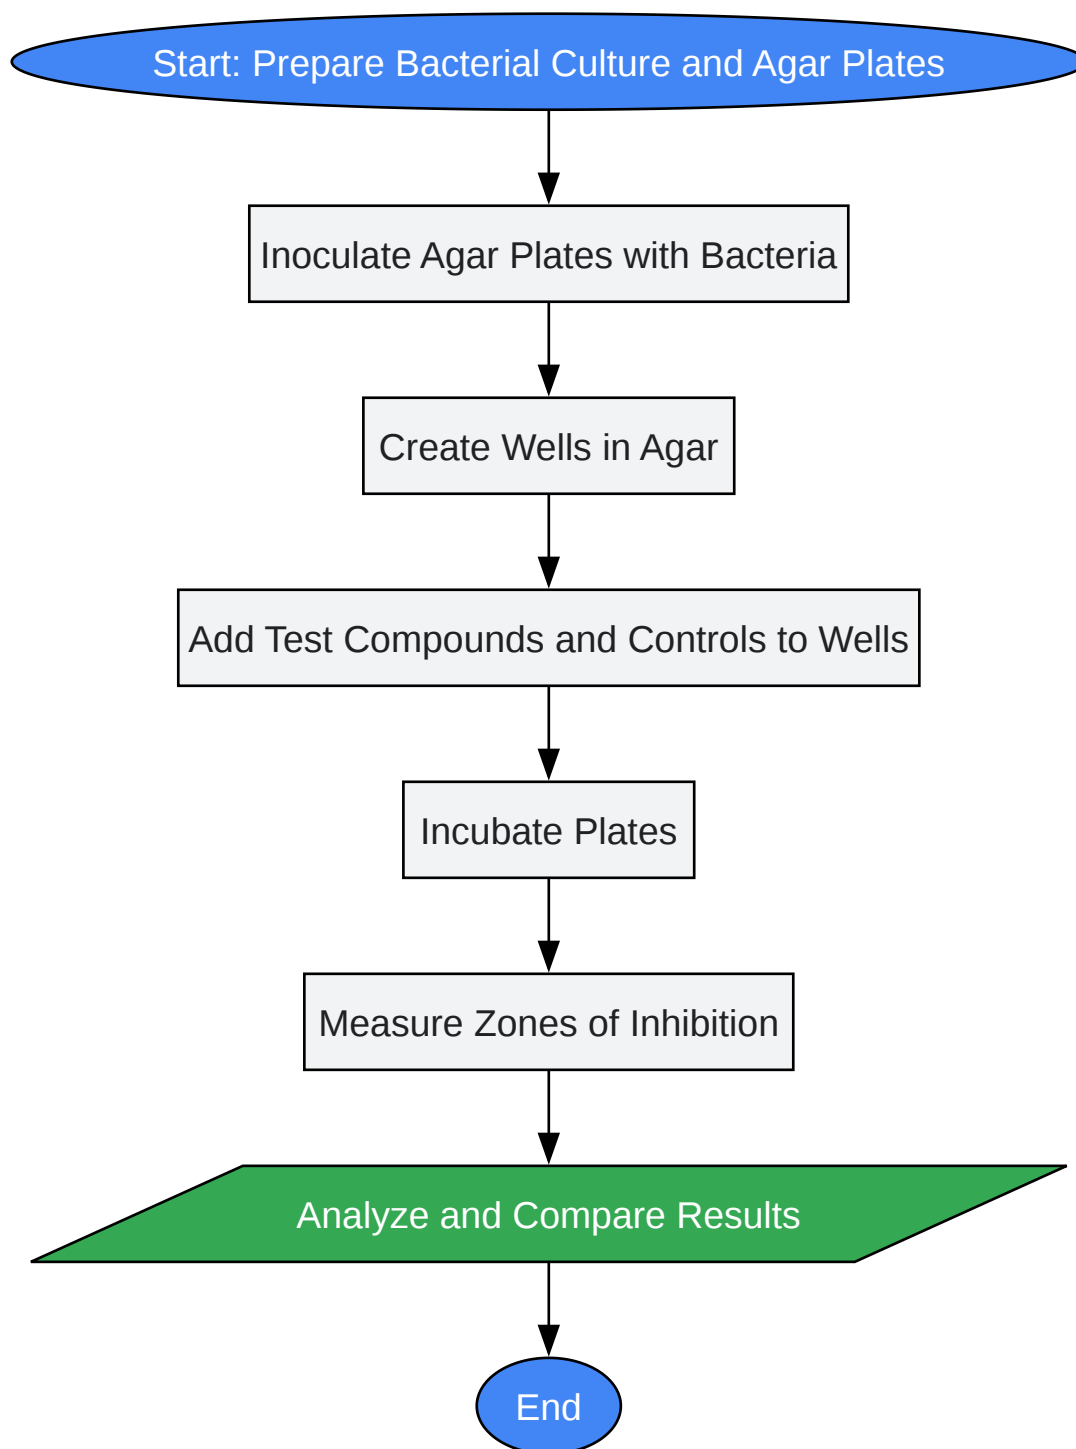 Start: Prepare Bacterial Culture and Agar Plates
Inoculate Agar Plates with Bacteria
Create Wells in Agar
Add Test Compounds and Controls to Wells
Incubate Plates
Measure Zones of Inhibition
Analyze and Compare Results
End